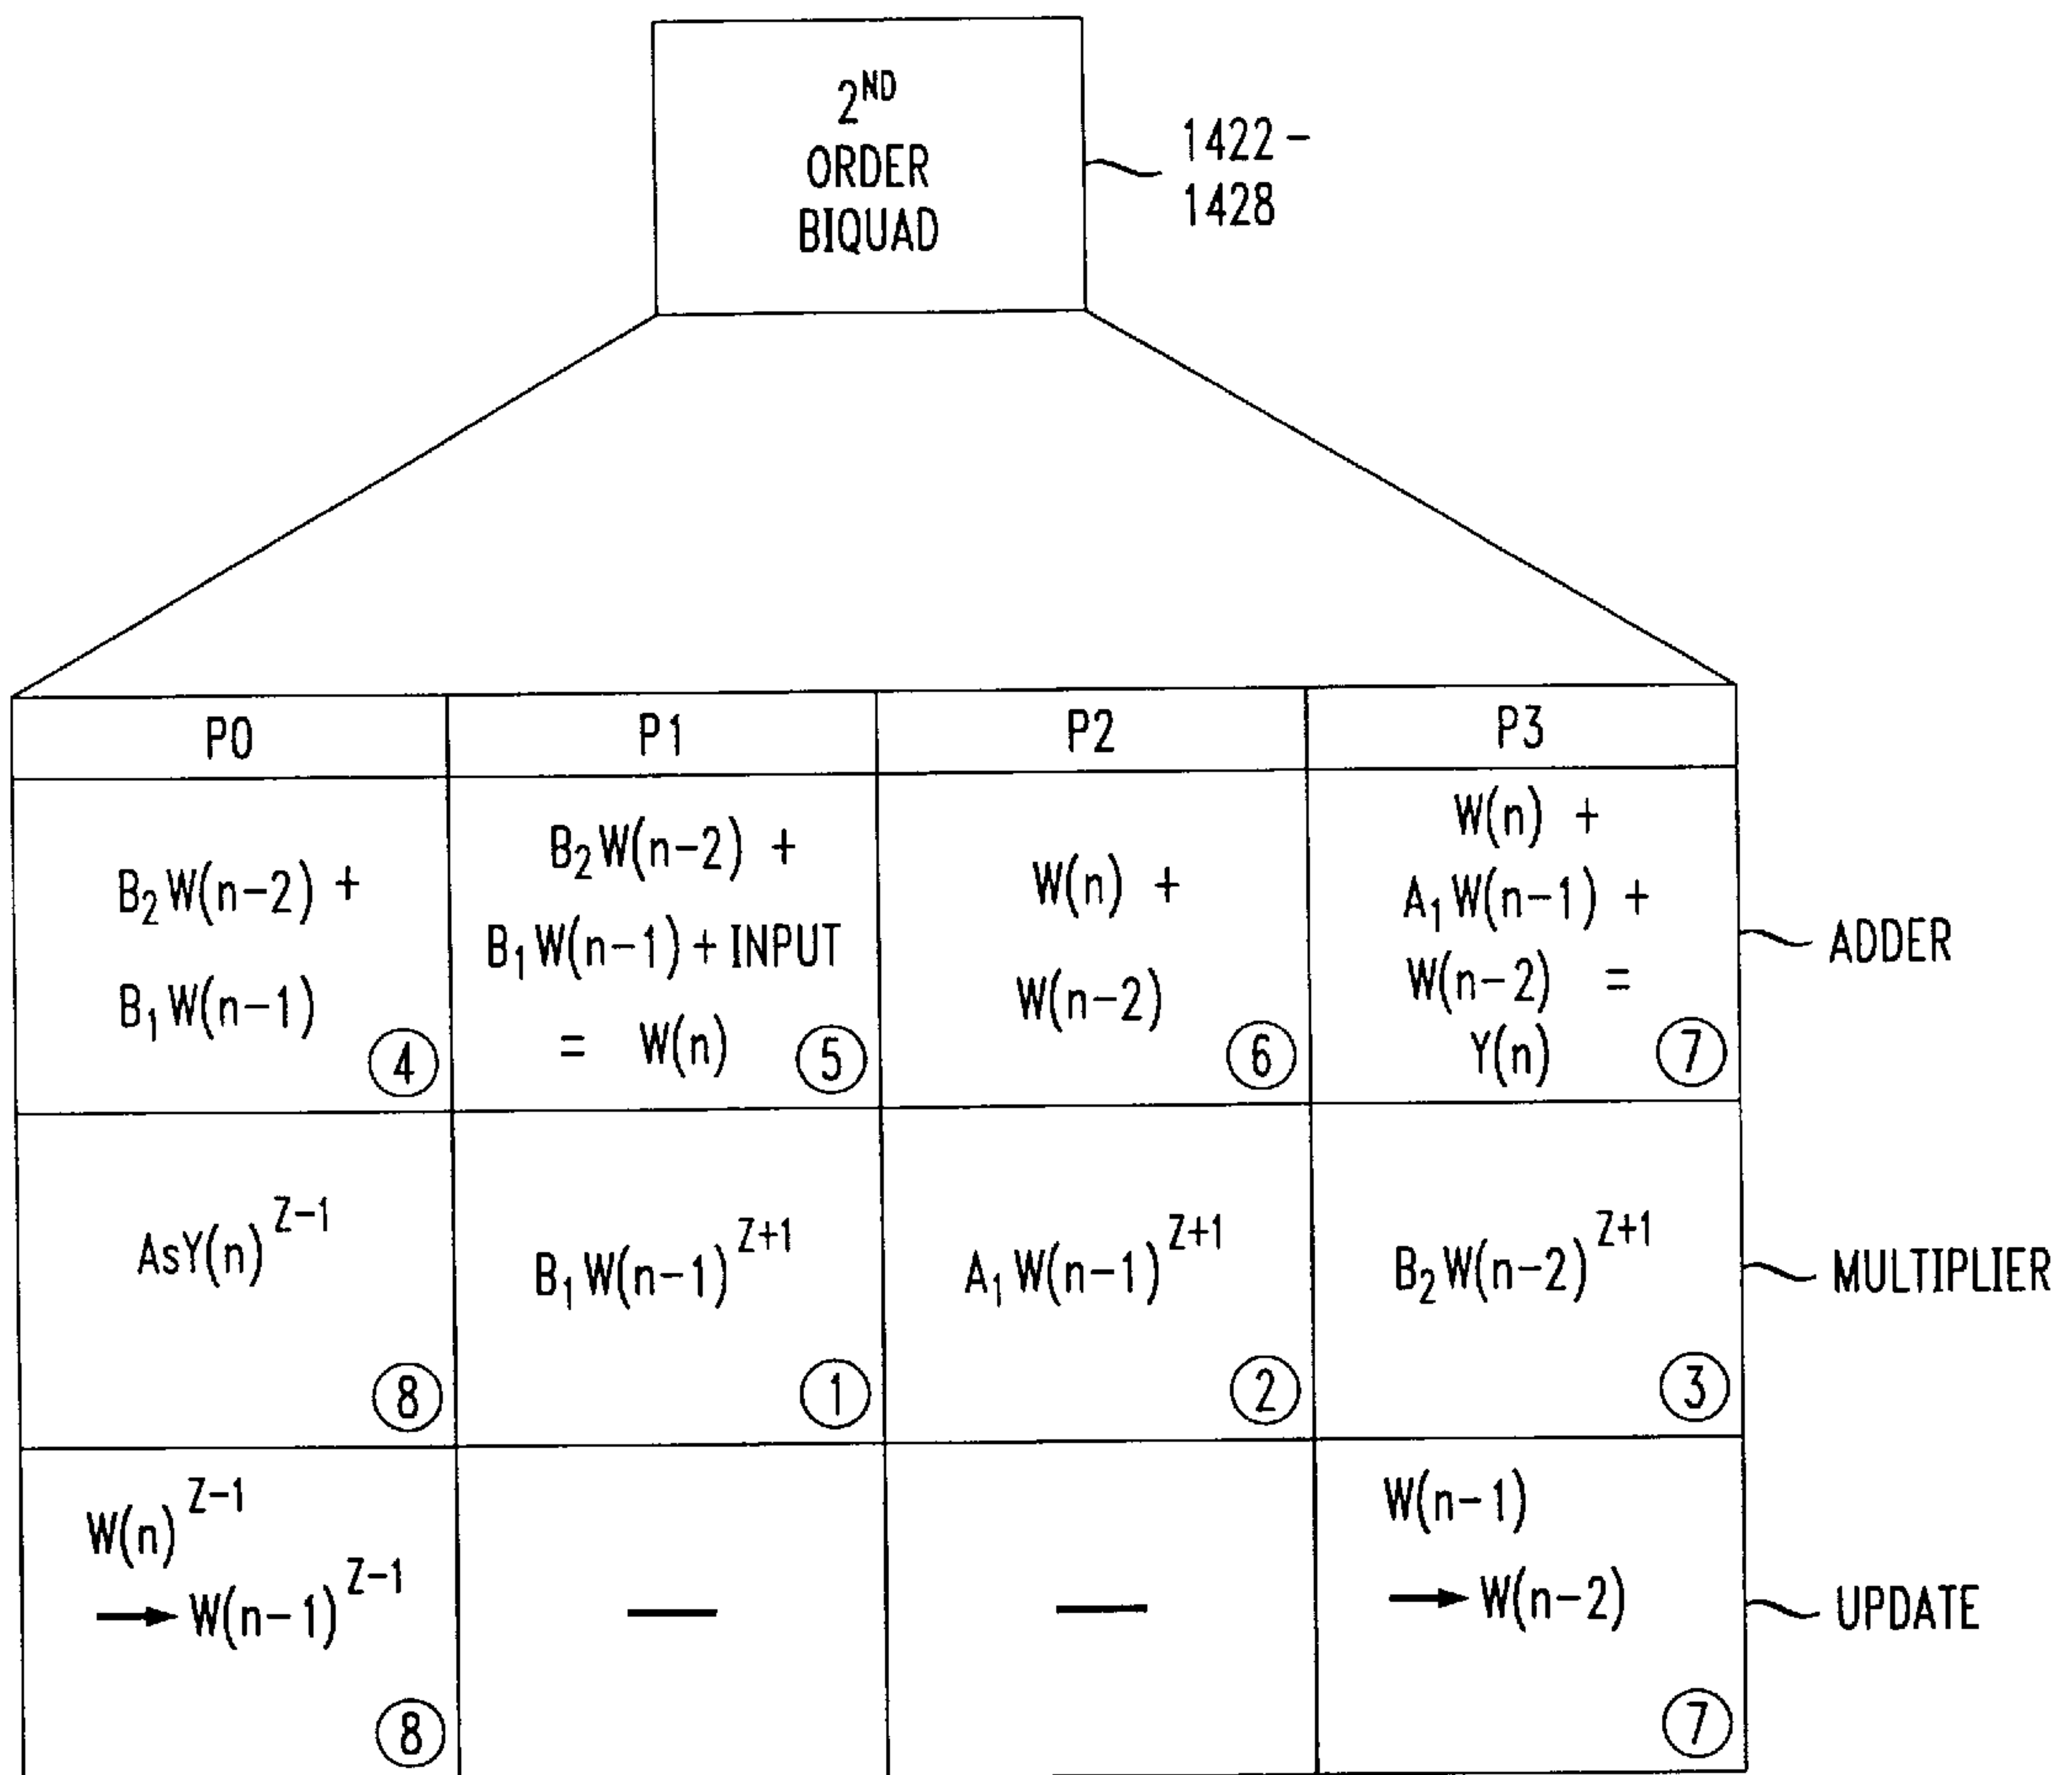 2ND
ORDER
BIQUAD
1422-
1428
P0
P1
P2
P3
B2W(n-2) +
B1W(n-1)
4
B2W(n-2) +
B1W(n-1) + INPUT
= W(n)
5
W(n) +
W(n-2)
6
W(n) +
A1W(n-1) +
W(n-2) =
Y(n)
7
ADDER
AsY(n)Z-1
8
B1W(n-1)Z+1
1
A1W(n-1)Z+1
2
B2W(n-2)Z+1
3
MULTIPLIER
W(n)Z-1
→ W(n-1)Z-1
8
—
—
W(n-1)
→ W(n-2)
7
UPDATE